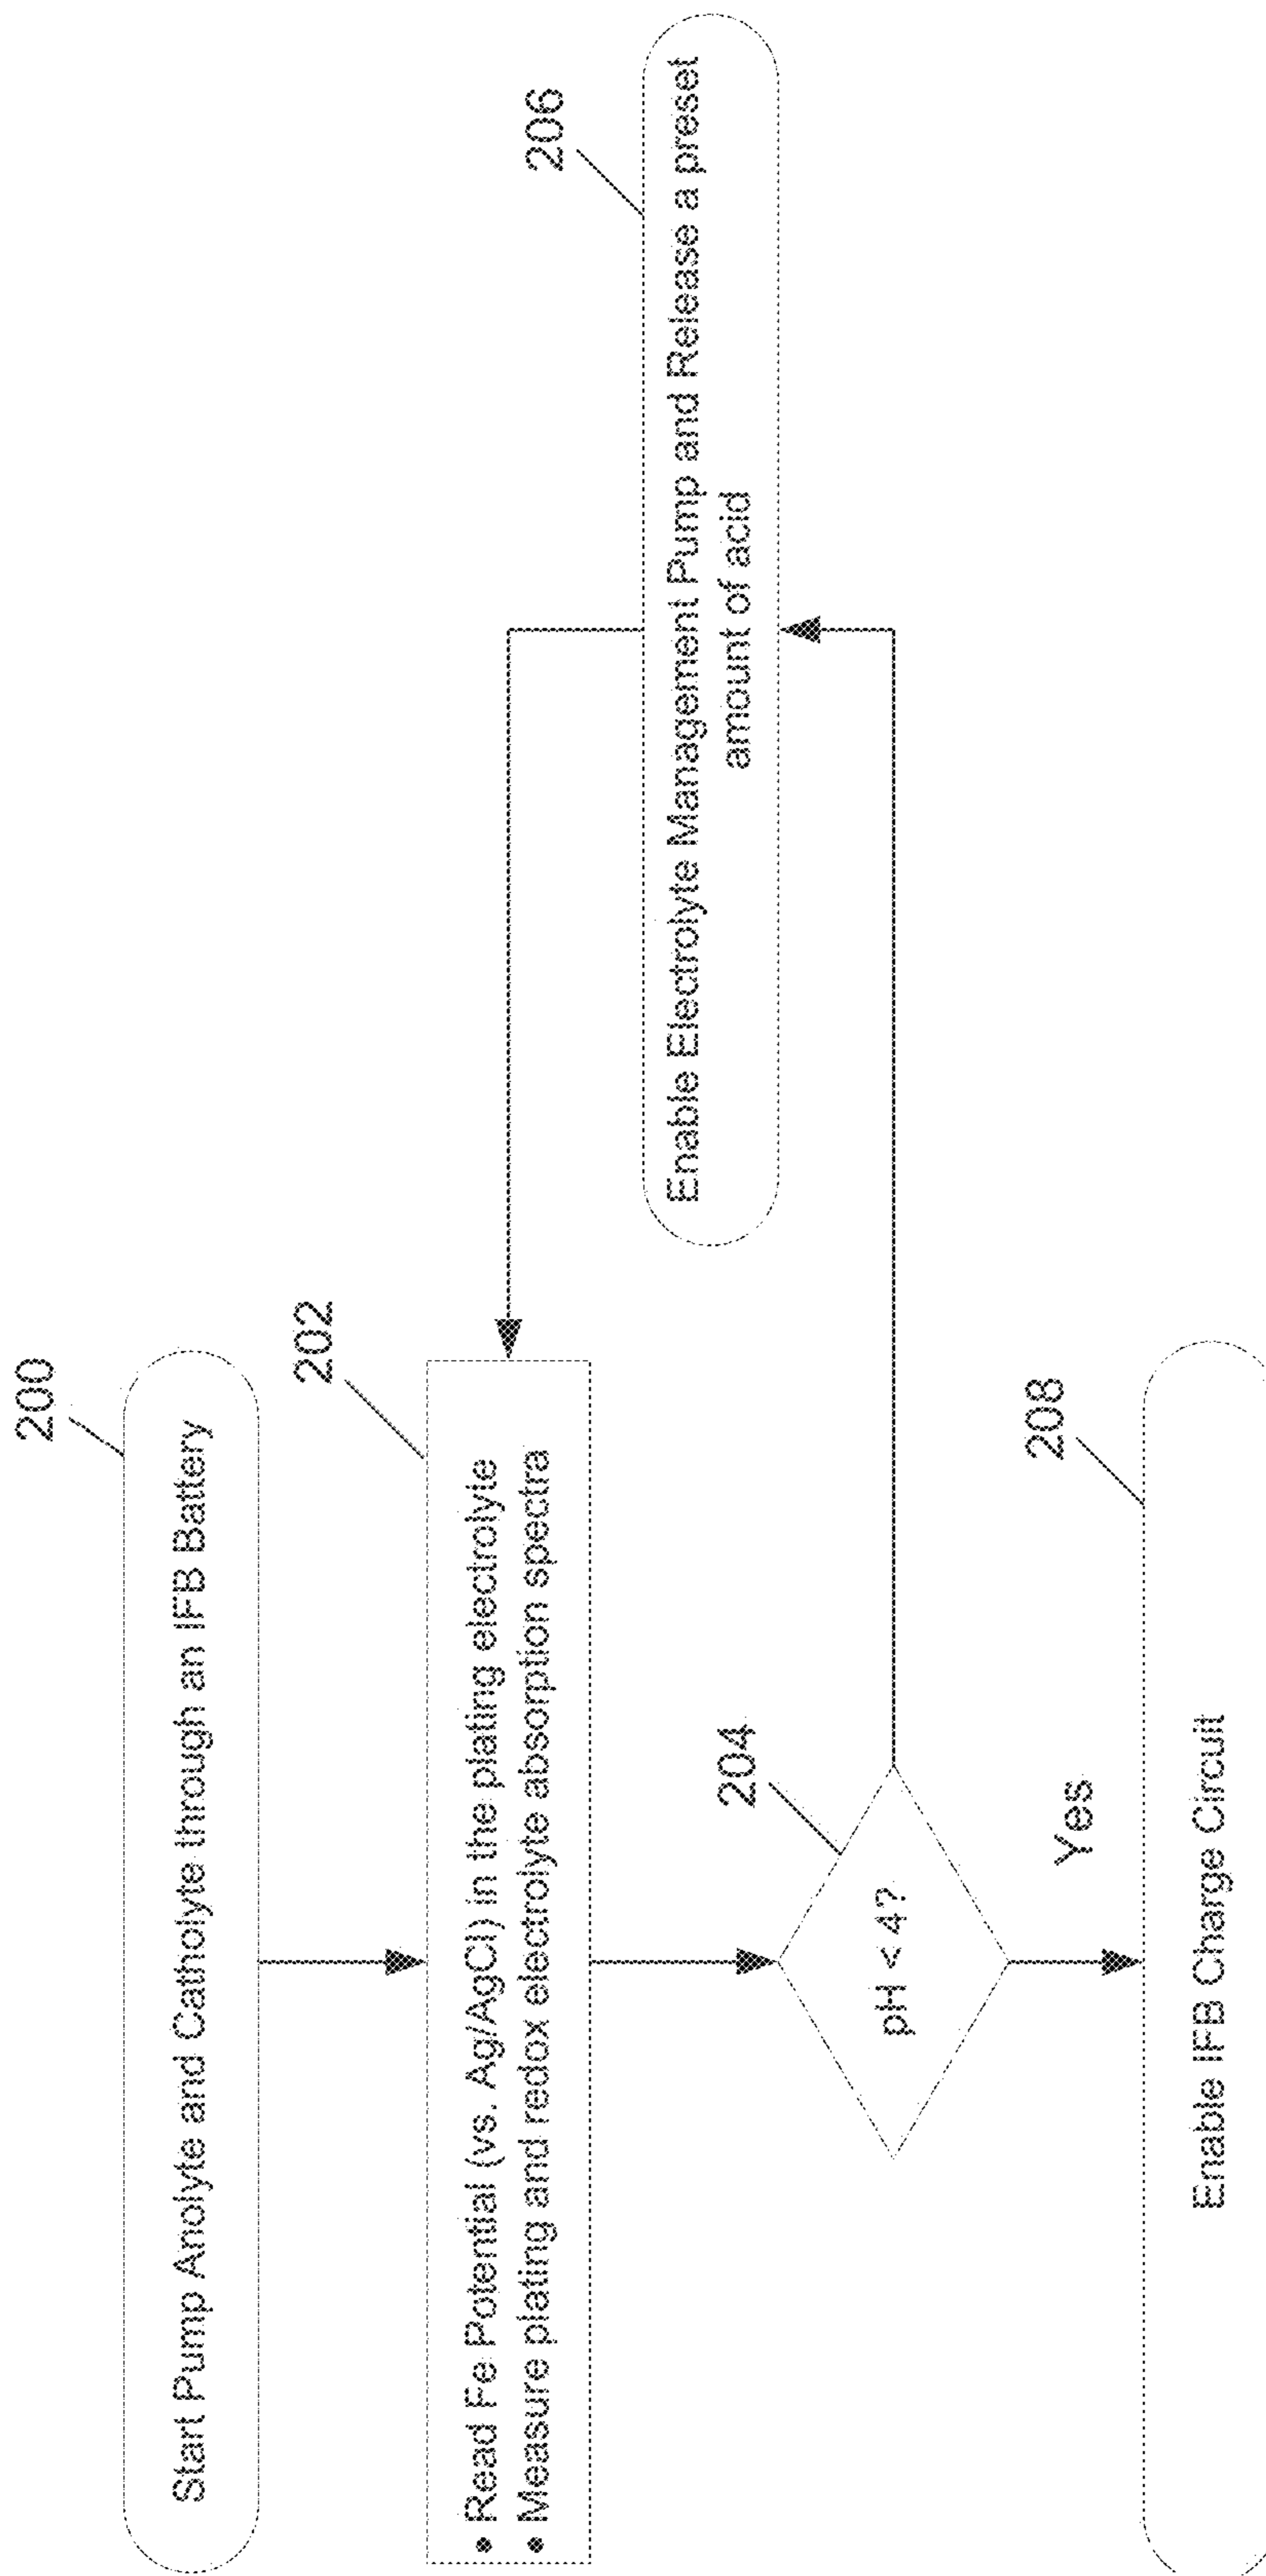 200
Start Pump Anolyte and Catholyte through an IFB Battery
202
• Read Fe Potential (vs. Ag/AgCl) in the plating electrolyte
• Measure plating and redox electrolyte absorption spectra
206
Enable Electrolyte Management Pump and Release a preset
amount of acid
204
pH < 4?
Yes
208
Enable IFB Charge Circuit